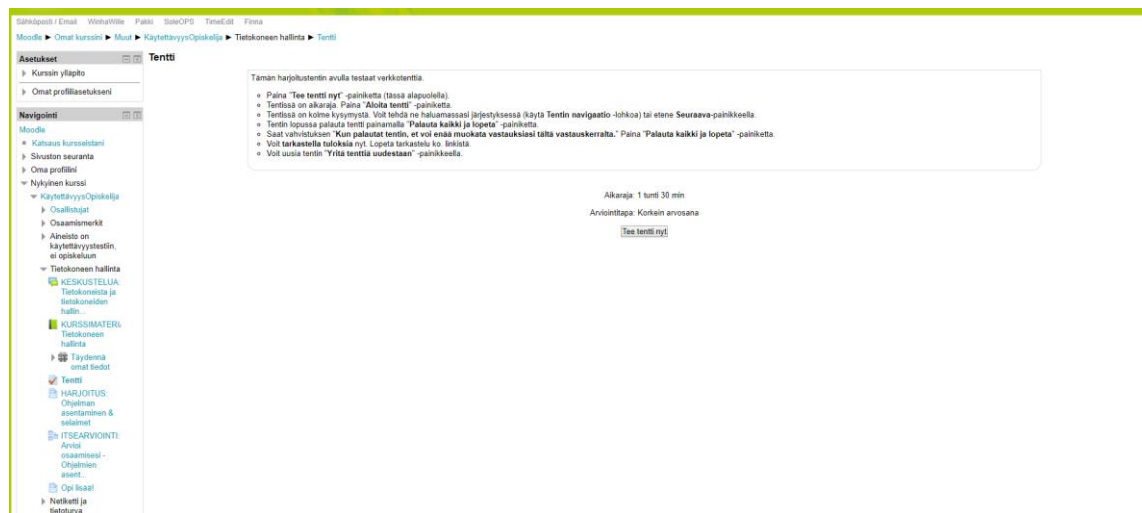 Sähköposti / Email WinhaWille Pakki SoleOPS TimeEdit Finna
Moodle ► Omat kurssini ► Muut ► KäytettävyysOpiskelija ► Tietokoneen hallinta ► Tentti
Asetukset
Kurssin ylläpito
Omat profiiliasetukseni
Navigointi
Moodle
Katsaus kursseistani
Sivuston seuranta
Oma profiilini
Nykyinen kurssi
KäytettävyysOpiskelija
Osallistujat
Osaamismerkit
Aineisto on
käytettävyystestiin,
ei opiskeluun
Tietokoneen hallinta
KESKUSTELUA:
Tietokoneista ja
tietokoneiden
hallin...
KURSSIMATERI:
Tietokoneen
hallinta
Täydennä
omat tiedot
Tentti
HARJOITUS:
Ohjelman
asentaminen &
selaimet
ITSEARVIOINTI:
Arvioi
osaamisesi -
Ohjelmien
asent...
Opi lisää!
Netiketti ja
tietoturva
Tentti
Tämän harjoitustentin avulla testaat verkkotenttiä.
Paina "Tee tentti nyt" -painiketta (tässä alapuolella).
Tentissä on aikaraja. Paina "Aloita tentti" -painiketta.
Tentissä on kolme kysymystä. Voit tehdä ne haluamassasi järjestyksessä (käytä Tentin navigaatio -lohkoa) tai etene Seuraava-painikkeella.
Tentin lopussa palauta tentti painamalla "Palauta kaikki ja lopeta" -painiketta.
Saat vahvistuksen "Kun palautat tentin, et voi enää muokata vastauksiasi tältä vastauskerralta." Paina "Palauta kaikki ja lopeta" -painiketta.
Voit tarkastella tuloksia nyt. Lopeta tarkastelu ko. linkistä.
Voit uusia tentin "Yritä tenttiä uudestaan" -painikkeella.
Aikaraja: 1 tunti 30 min
Arviointitapa: Korkein arvosana
Tee tentti nyt